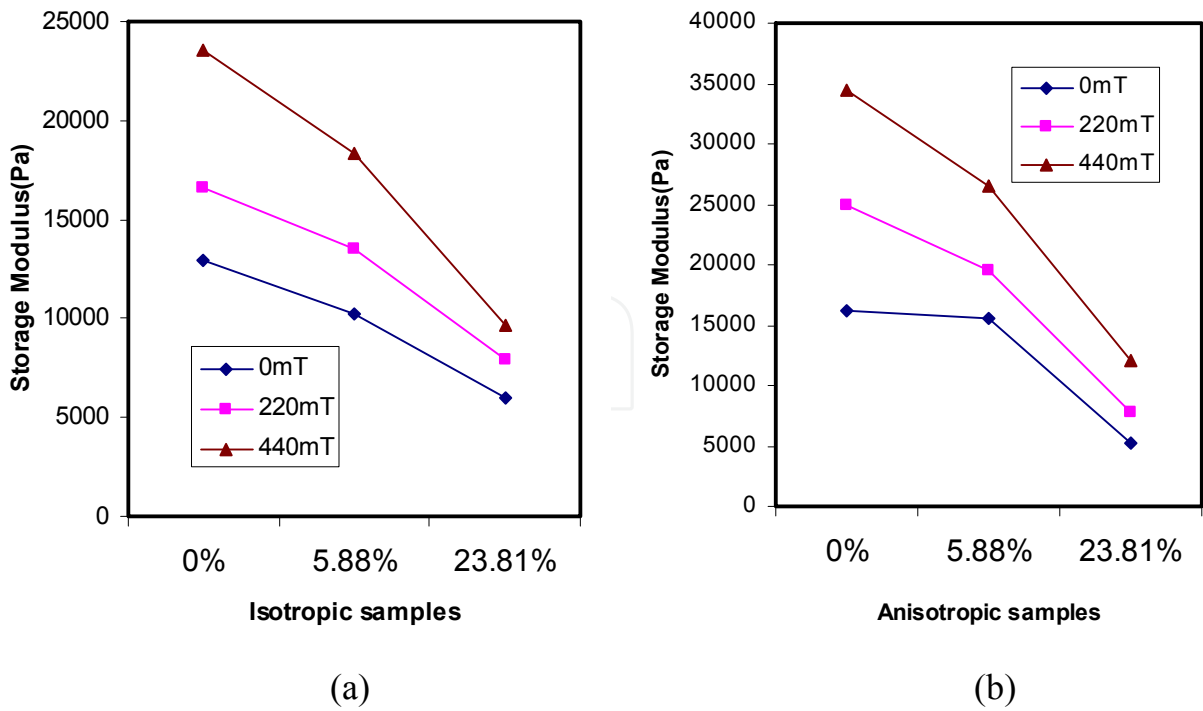 25000
20000
15000
10000
5000
0
Storage Modulus(Pa)
0mT
220mT
440mT
0%
5.88%
23.81%
Isotropic samples
(a)
40000
35000
30000
25000
20000
15000
10000
5000
0
Storage Modulus(Pa)
0mT
220mT
440mT
0%
5.88%
23.81%
Anisotropic samples
(b)